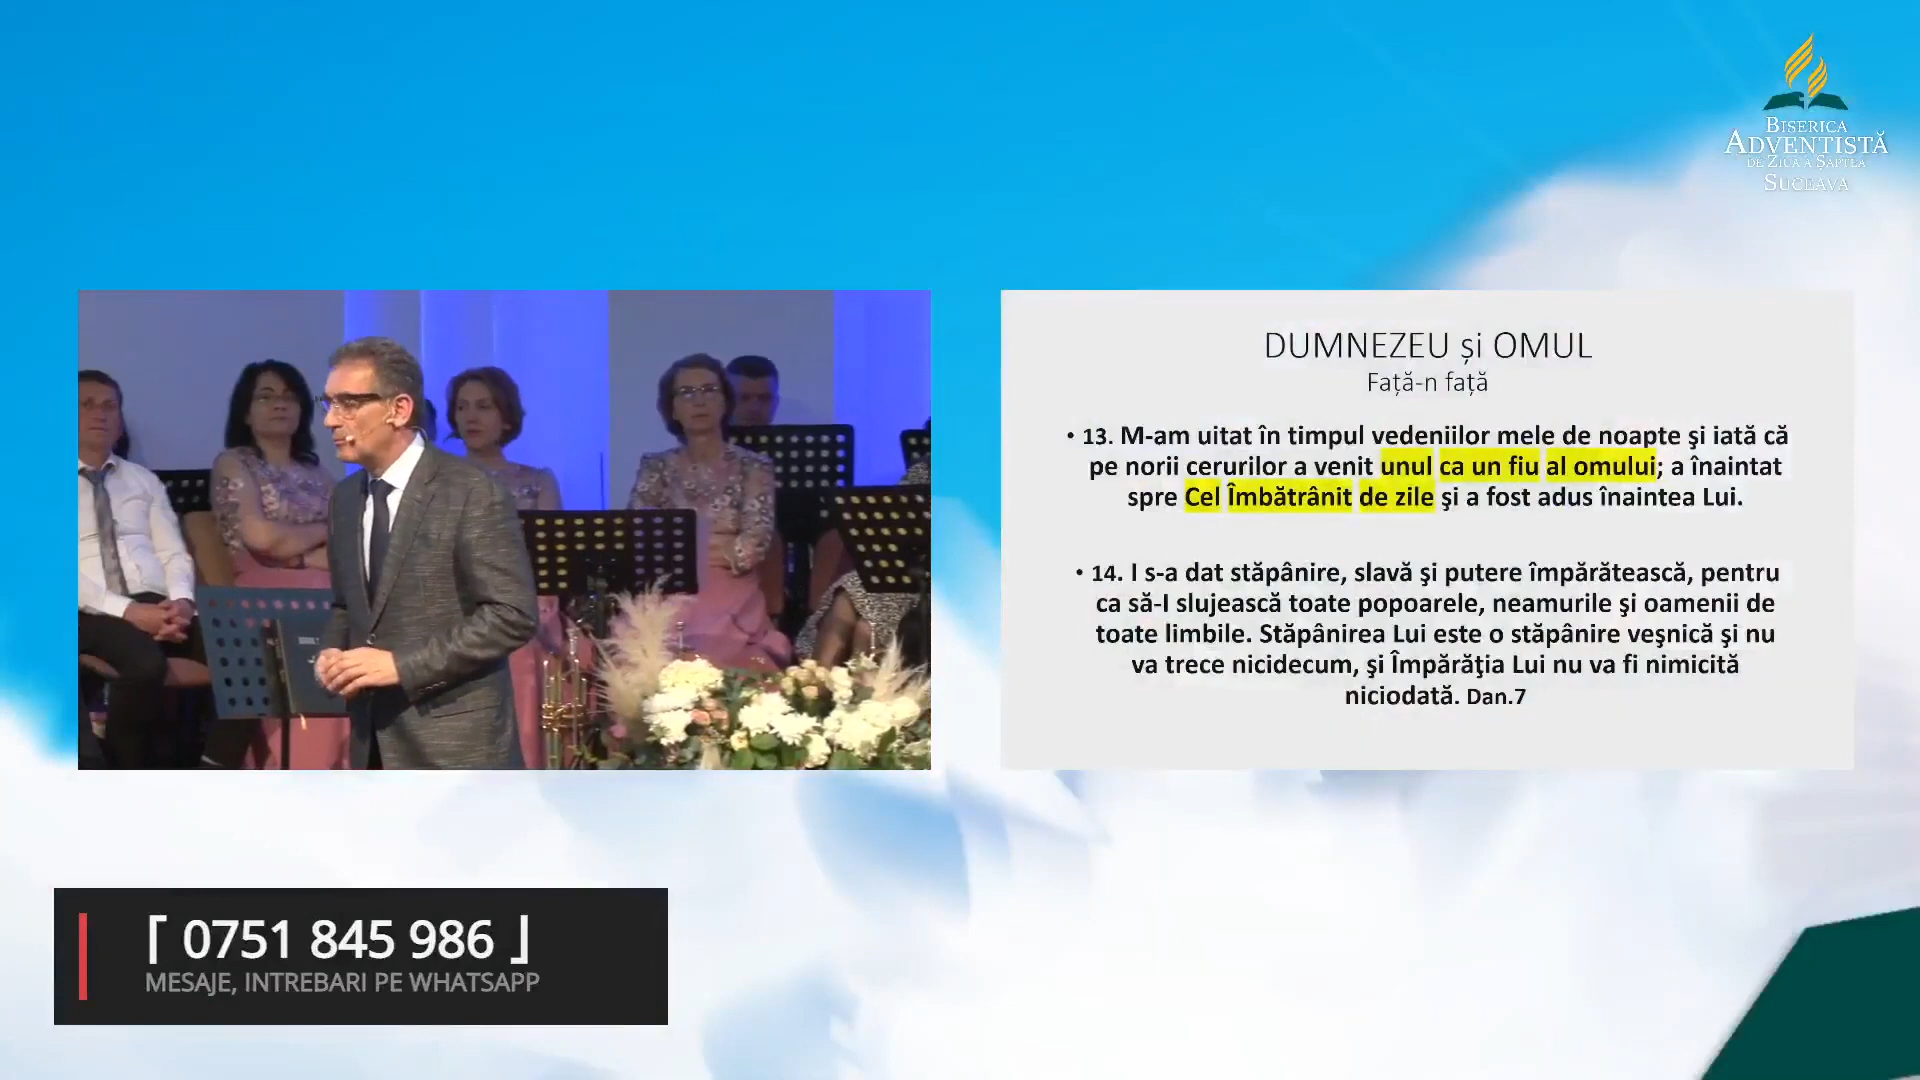 BISERICA
ADVENTISTĂ
DE ZIUA A ȘAPTEA
SUCEAVA
DUMNEZEU și OMUL
Față-n față
• 13. M-am uitat în timpul vedeniilor mele de noapte şi iată că
pe norii cerurilor a venit unul ca un fiu al omului; a înaintat
spre Cel Îmbătrânit de zile şi a fost adus înaintea Lui.
• 14. I s-a dat stăpânire, slavă şi putere împărătească, pentru
ca să-I slujească toate popoarele, neamurile şi oamenii de
toate limbile. Stăpânirea Lui este o stăpânire veşnică şi nu
va trece nicidecum, şi Împărăţia Lui nu va fi nimicită
niciodată. Dan.7
⌈ 0751 845 986 ⌋
MESAJE, INTREBARI PE WHATSAPP